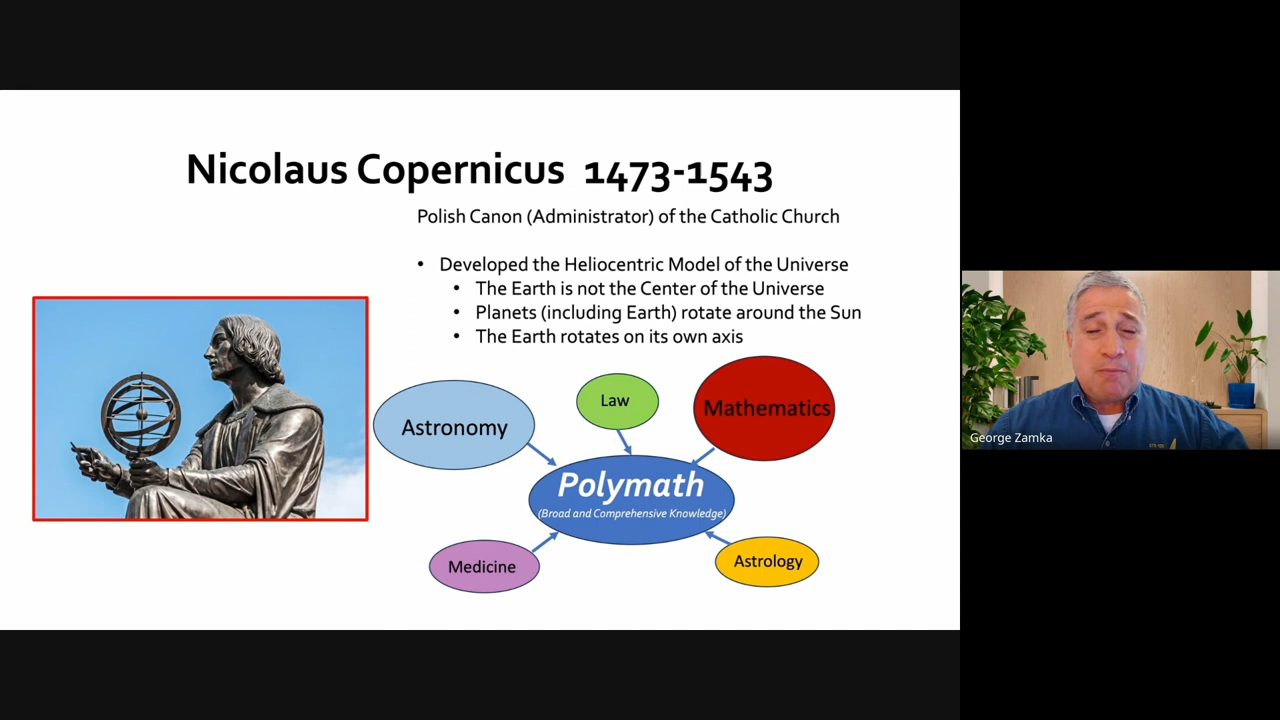 Nicolaus Copernicus 1473-1543
Polish Canon (Administrator) of the Catholic Church
• Developed the Heliocentric Model of the Universe
• The Earth is not the Center of the Universe
• Planets (including Earth) rotate around the Sun
• The Earth rotates on its own axis
Astronomy
Law
Mathematics
Polymath
(Broad and Comprehensive Knowledge)
Medicine
Astrology
George Zamka